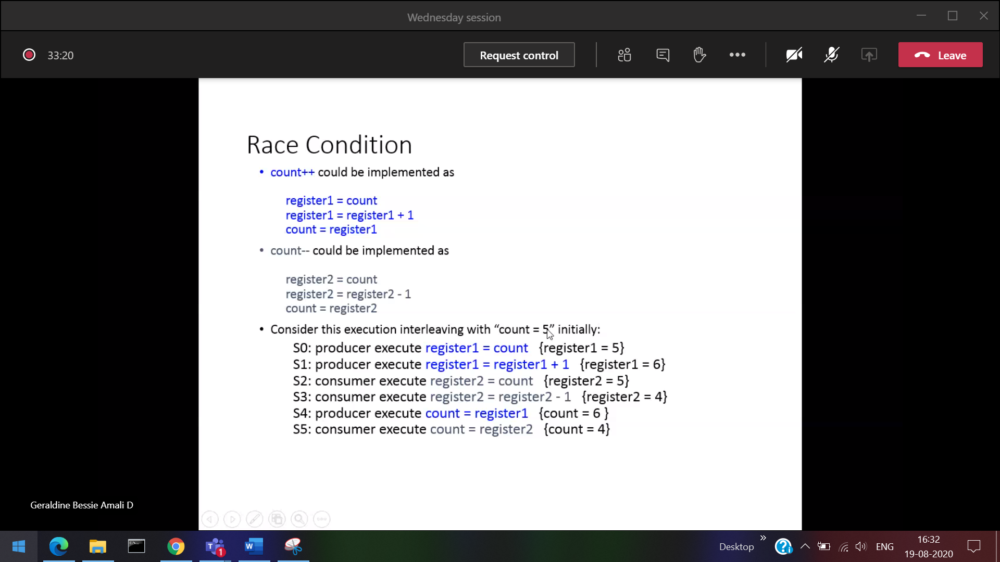 Wednesday session
33:20
Request control
Leave
Race Condition
• count++ could be implemented as
register1 = count
register1 = register1 + 1
count = register1
• count-- could be implemented as
register2 = count
register2 = register2 - 1
count = register2
• Consider this execution interleaving with “count = 5” initially:
S0: producer execute register1 = count {register1 = 5}
S1: producer execute register1 = register1 + 1 {register1 = 6}
S2: consumer execute register2 = count {register2 = 5}
S3: consumer execute register2 = register2 - 1 {register2 = 4}
S4: producer execute count = register1 {count = 6 }
S5: consumer execute count = register2 {count = 4}
Geraldine Bessie Amali D
Desktop
ENG
16:32
19-08-2020